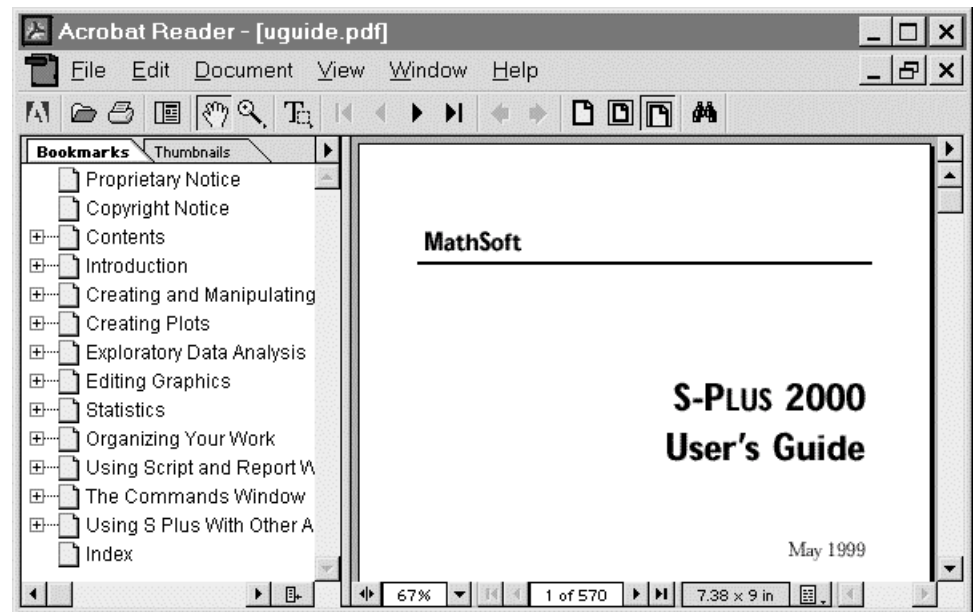 Acrobat Reader - [uguide.pdf]
File Edit Document View Window Help
Bookmarks Thumbnails
Proprietary Notice
Copyright Notice
Contents
Introduction
Creating and Manipulating
Creating Plots
Exploratory Data Analysis
Editing Graphics
Statistics
Organizing Your Work
Using Script and Report W
The Commands Window
Using S Plus With Other A
Index
MathSoft
S-PLUS 2000
User's Guide
May 1999
67% 1 of 570 7.38 x 9 in